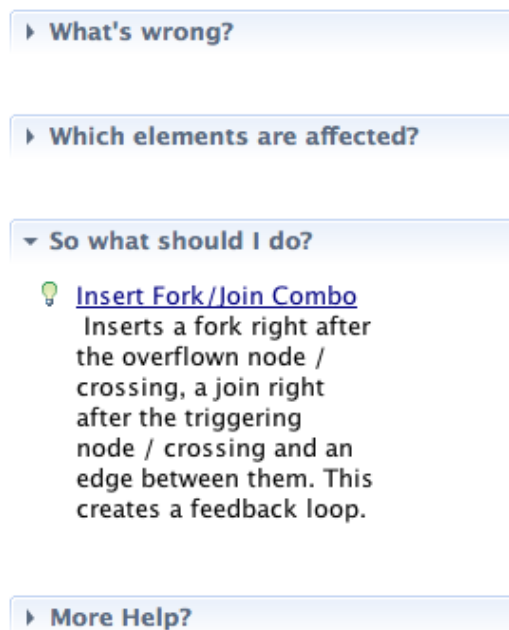 What's wrong?
Which elements are affected?
So what should I do?
Insert Fork/Join Combo
Inserts a fork right after
the overflown node /
crossing, a join right
after the triggering
node / crossing and an
edge between them. This
creates a feedback loop.
More Help?